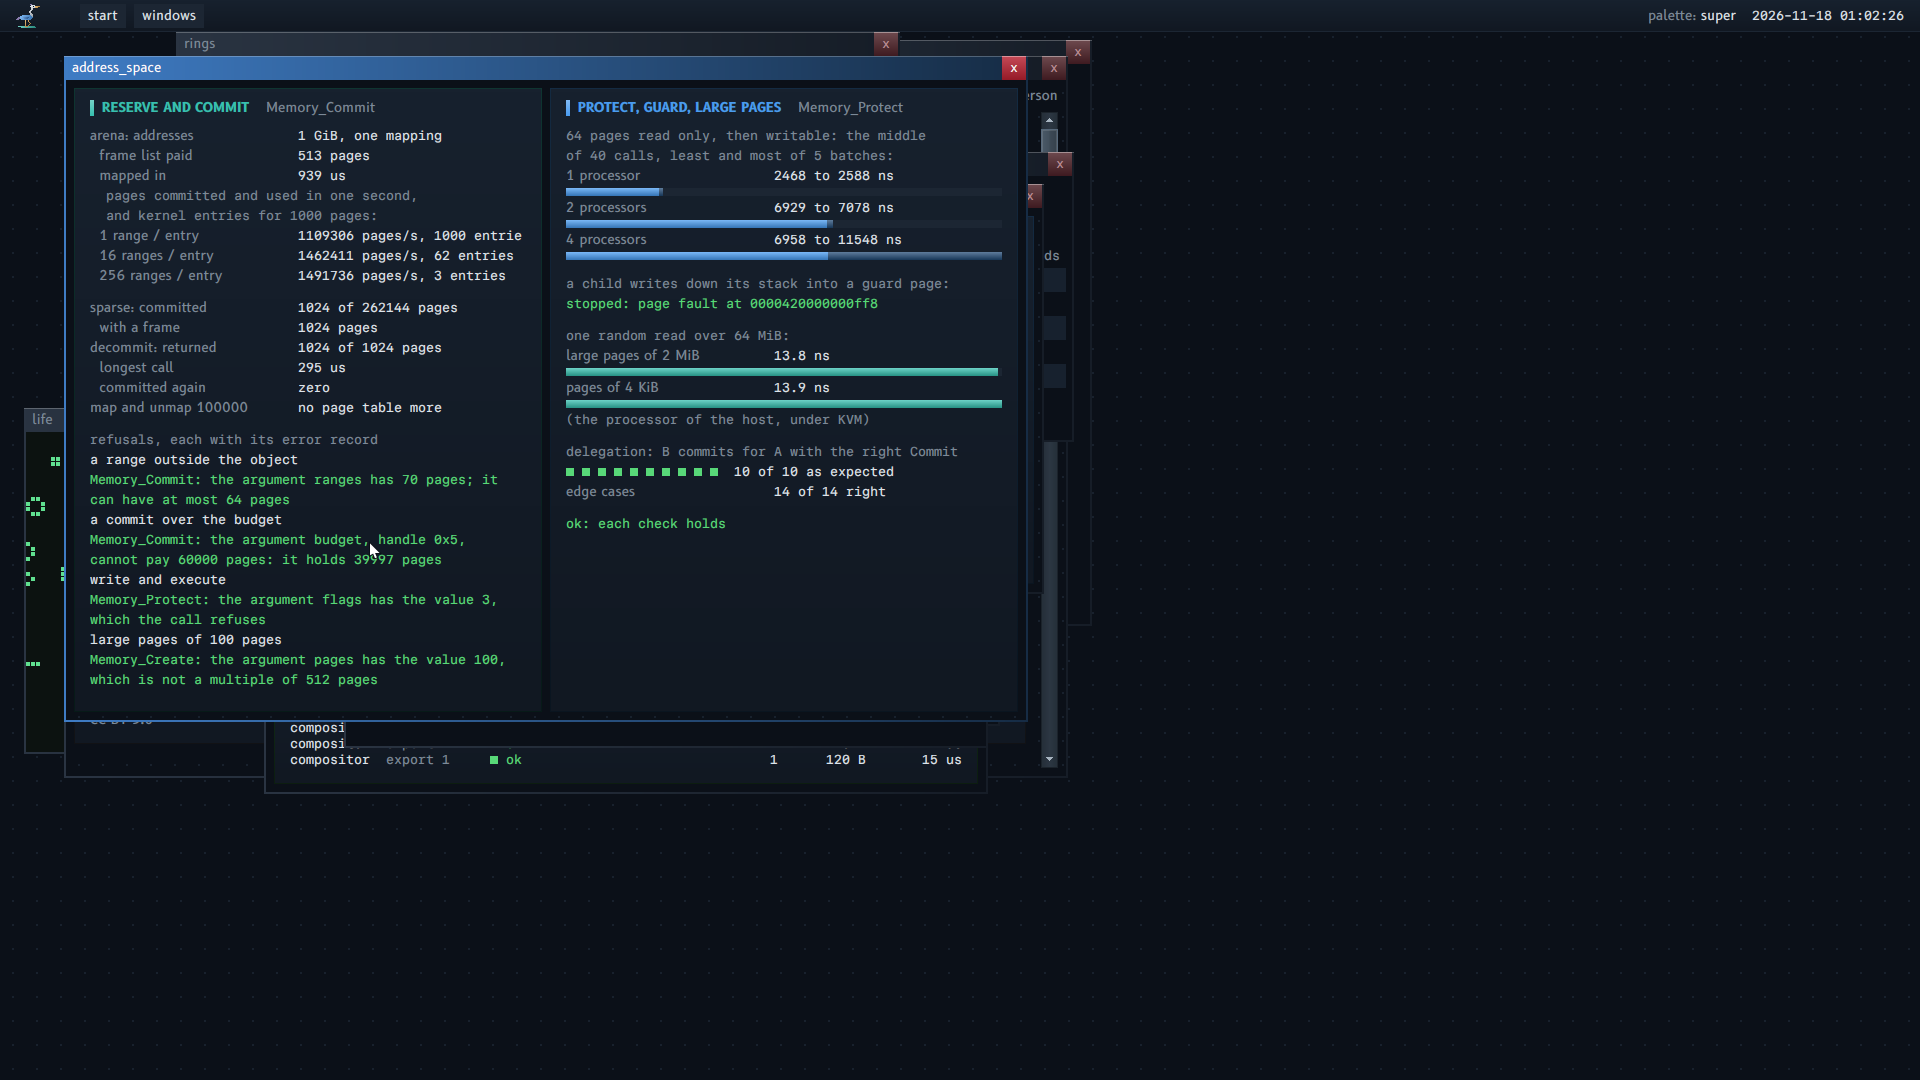 start windows palette: super 2026-11-18 01:02:26
rings x
x
address_space x x
RESERVE AND COMMIT Memory_Commit
arena: addresses 1 GiB, one mapping
frame list paid 513 pages
mapped in 939 us
pages committed and used in one second,
and kernel entries for 1000 pages:
1 range / entry 1109306 pages/s, 1000 entrie
16 ranges / entry 1462411 pages/s, 62 entries
256 ranges / entry 1491736 pages/s, 3 entries
sparse: committed 1024 of 262144 pages
with a frame 1024 pages
decommit: returned 1024 of 1024 pages
longest call 295 us
committed again zero
map and unmap 100000 no page table more
refusals, each with its error record
a range outside the object
Memory_Commit: the argument ranges has 70 pages; it
can have at most 64 pages
a commit over the budget
Memory_Commit: the argument budget, handle 0x5,
cannot pay 60000 pages: it holds 39997 pages
write and execute
Memory_Protect: the argument flags has the value 3,
which the call refuses
large pages of 100 pages
Memory_Create: the argument pages has the value 100,
which is not a multiple of 512 pages
PROTECT, GUARD, LARGE PAGES Memory_Protect
64 pages read only, then writable: the middle
of 40 calls, least and most of 5 batches:
1 processor 2468 to 2588 ns
2 processors 6929 to 7078 ns
4 processors 6958 to 11548 ns
a child writes down its stack into a guard page:
stopped: page fault at 0000420000000ff8
one random read over 64 MiB:
large pages of 2 MiB 13.8 ns
pages of 4 KiB 13.9 ns
(the processor of the host, under KVM)
delegation: B commits for A with the right Commit
10 of 10 as expected
edge cases 14 of 14 right
ok: each check holds
erson
x
x
ds
life
composi
composi
compositor export 1 ok 1 120 B 15 us